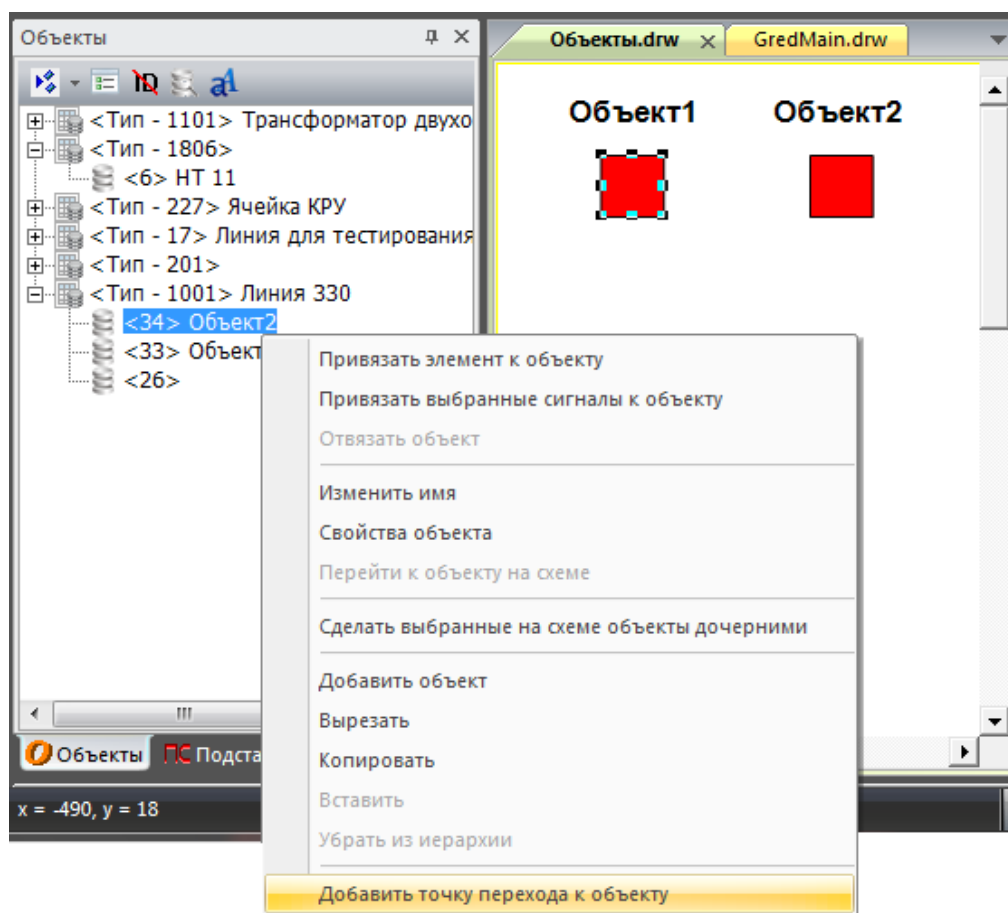 Объекты
Объекты.drw
GredMain.drw
ID
a
<Тип - 1101> Трансформатор двухо
<Тип - 1806>
<6> НТ 11
<Тип - 227> Ячейка КРУ
<Тип - 17> Линия для тестирования
<Тип - 201>
<Тип - 1001> Линия 330
<34> Объект2
<33> Объект
<26>
Объект1
Объект2
Привязать элемент к объекту
Привязать выбранные сигналы к объекту
Отвязать объект
Изменить имя
Свойства объекта
Перейти к объекту на схеме
Сделать выбранные на схеме объекты дочерними
Добавить объект
Вырезать
Копировать
Вставить
Убрать из иерархии
Добавить точку перехода к объекту
Объекты
ПС Подста
x = -490, y = 18